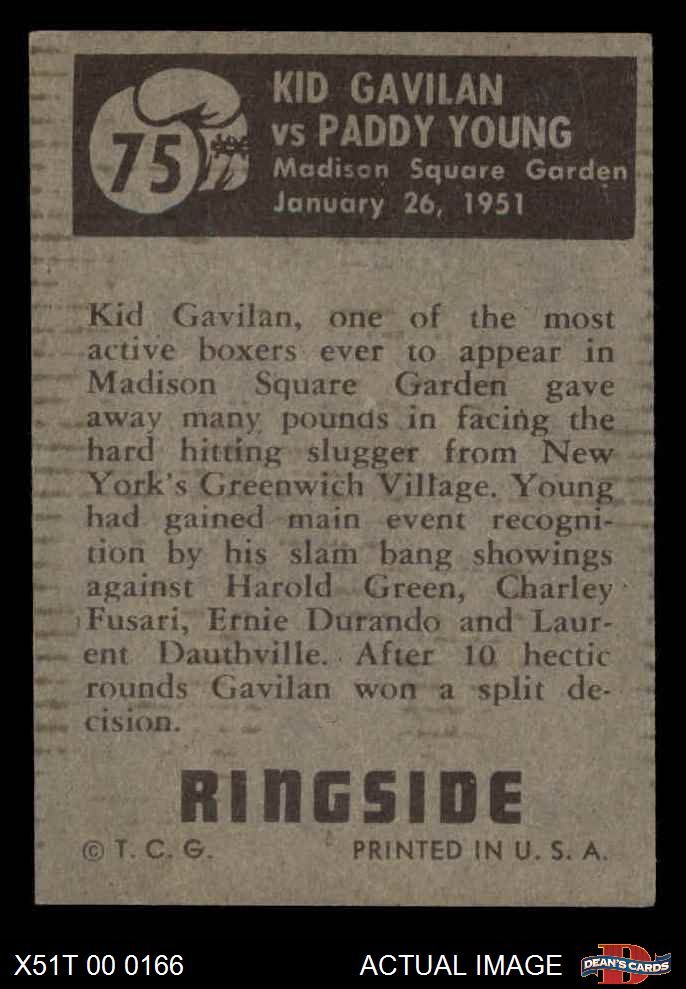 75
KID GAVILAN
vs PADDY YOUNG
Madison Square Garden
January 26, 1951
Kid Gavilan, one of the most
active boxers ever to appear in
Madison Square Garden gave
away many pounds in facing the
hard hitting slugger from New
York's Greenwich Village. Young
had gained main event recogni-
tion by his slam bang showings
against Harold Green, Charley
Fusari, Ernie Durando and Laur-
ent Dauthville. After 10 hectic
rounds Gavilan won a split de-
cision.
RINGSIDE
© T. C. G. PRINTED IN U. S. A.
X51T 00 0166 ACTUAL IMAGE DEAN'S CARDS